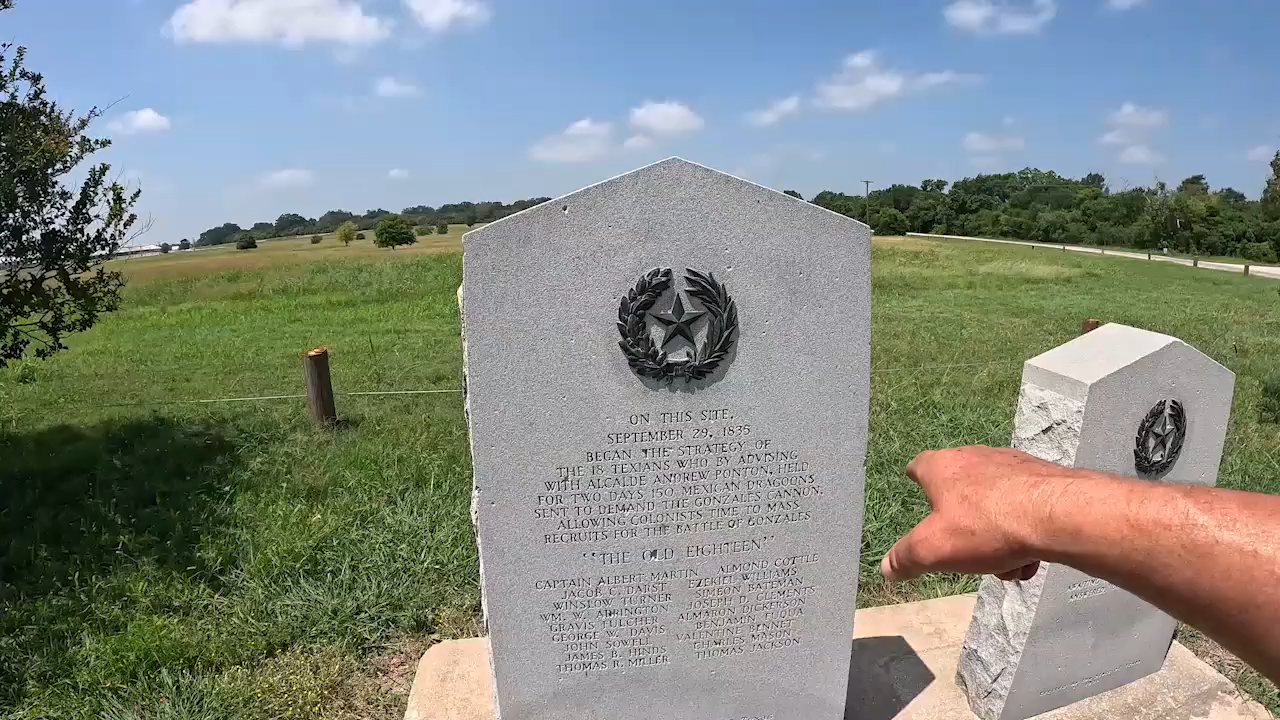 ON THIS SITE,
SEPTEMBER 29, 1835
BEGAN THE STRATEGY OF
THE 18 TEXIANS WHO BY ADVISING
WITH ALCALDE ANDREW PONTON, HELD
FOR TWO DAYS 150 MEXICAN DRAGOONS
SENT TO DEMAND THE GONZALES CANNON,
ALLOWING COLONISTS TIME TO MASS
RECRUITS FOR THE BATTLE OF GONZALES
"THE OLD EIGHTEEN"
CAPTAIN ALBERT MARTIN ALMOND COTTLE
JACOB C. DARST EZEKIEL WILLIAMS
WINSLOW TURNER SIMEON BATEMAN
WM. W. ARRINGTON JOSEPH D. CLEMENTS
GRAVIS FULCHER ALMERON DICKERSON
GEORGE W. DAVIS BENJAMIN FUQUA
JOHN SOWELL VALENTINE BENNET
JAMES B. HINDS CHARLES MASON
THOMAS R. MILLER THOMAS JACKSON